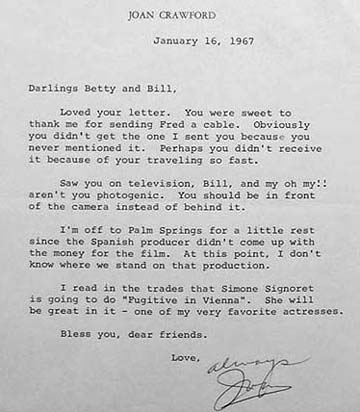 JOAN CRAWFORD
January 16, 1967
Darlings Betty and Bill,
Loved your letter. You were sweet to
thank me for sending Fred a cable. Obviously
you didn't get the one I sent you because you
never mentioned it. Perhaps you didn't receive
it because of your traveling so fast.
Saw you on television, Bill, and my oh my!!
aren't you photogenic. You should be in front
of the camera instead of behind it.
I'm off to Palm Springs for a little rest
since the Spanish producer didn't come up with
the money for the film. At this point, I don't
know where we stand on that production.
I read in the trades that Simone Signoret
is going to do "Fugitive in Vienna". She will
be great in it - one of my very favorite actresses.
Bless you, dear friends.
Love, always
Joan